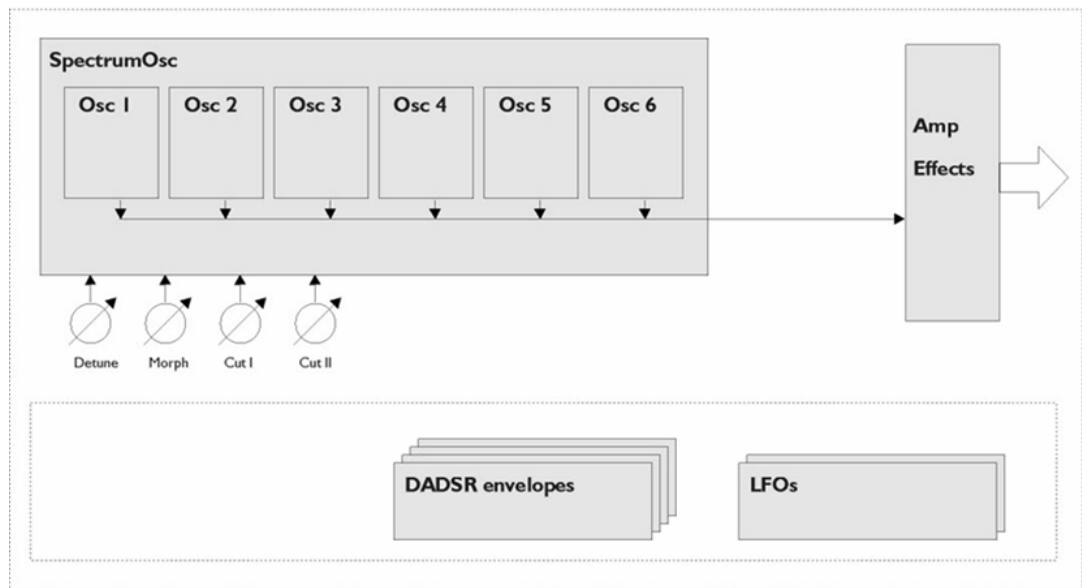 SpectrumOsc
Osc 1
Osc 2
Osc 3
Osc 4
Osc 5
Osc 6
Amp
Effects
Detune
Morph
Cut I
Cut II
DADSR envelopes
LFOs